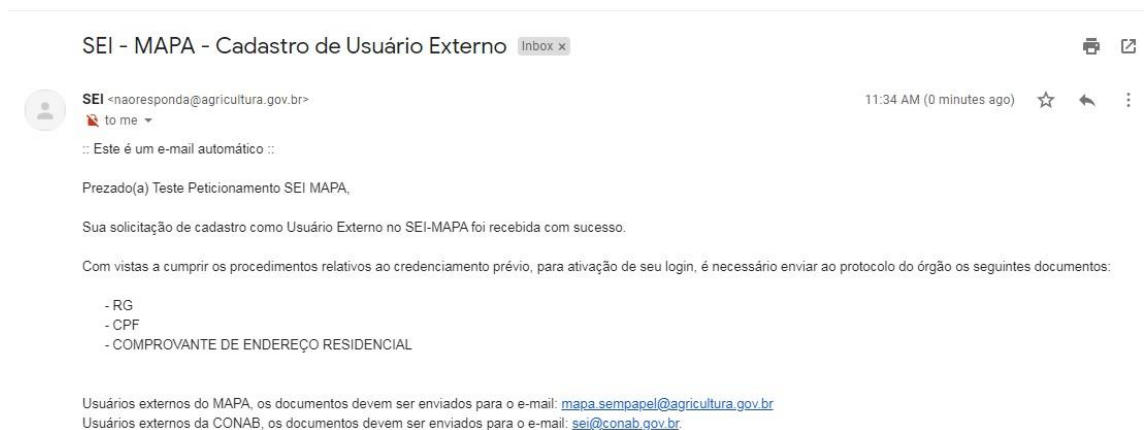 SEI - MAPA - Cadastro de Usuário Externo Inbox x
SEI <naoresponda@agricultura.gov.br> 11:34 AM (0 minutes ago)
to me
:: Este é um e-mail automático ::
Prezado(a) Teste Peticionamento SEI MAPA,
Sua solicitação de cadastro como Usuário Externo no SEI-MAPA foi recebida com sucesso.
Com vistas a cumprir os procedimentos relativos ao credenciamento prévio, para ativação de seu login, é necessário enviar ao protocolo do órgão os seguintes documentos:
- RG
- CPF
- COMPROVANTE DE ENDEREÇO RESIDENCIAL
Usuários externos do MAPA, os documentos devem ser enviados para o e-mail: mapa.sempapel@agricultura.gov.br
Usuários externos da CONAB, os documentos devem ser enviados para o e-mail: sei@conab.gov.br.